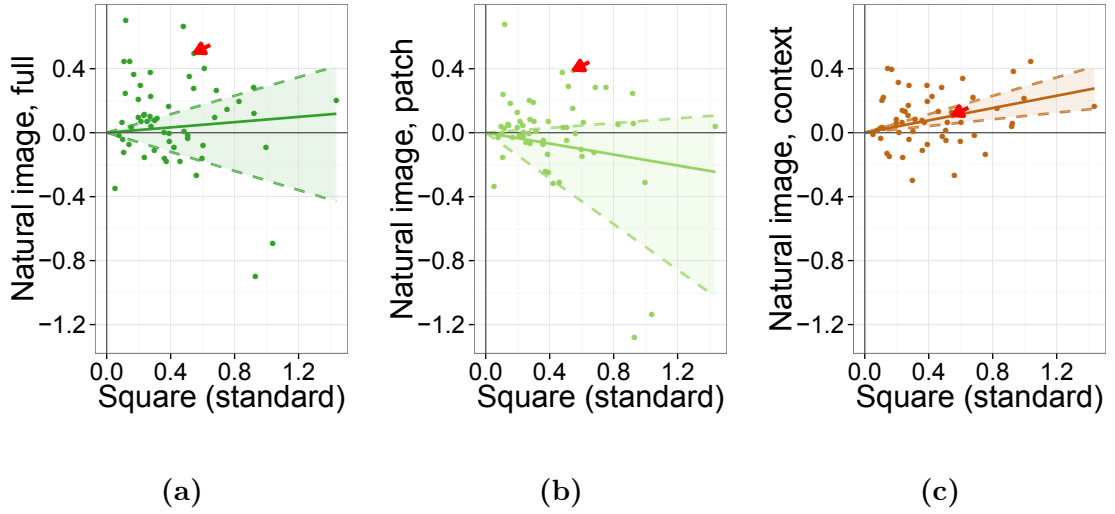 Natural image, full
0.4
0.0
−0.4
−0.8
−1.2
0.0 0.4 0.8 1.2
Square (standard)
(a)
Natural image, patch
0.4
0.0
−0.4
−0.8
−1.2
0.0 0.4 0.8 1.2
Square (standard)
(b)
Natural image, context
0.4
0.0
−0.4
−0.8
−1.2
0.0 0.4 0.8 1.2
Square (standard)
(c)